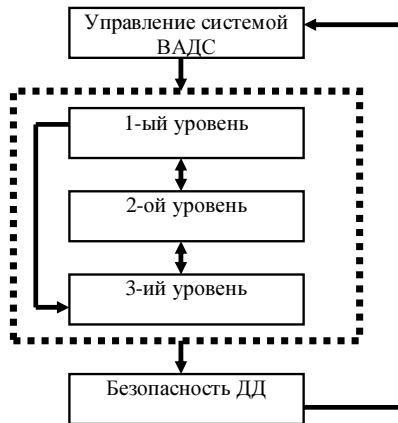 Управление системой
ВАДС
1-ый уровень
2-ой уровень
3-ий уровень
Безопасность ДД